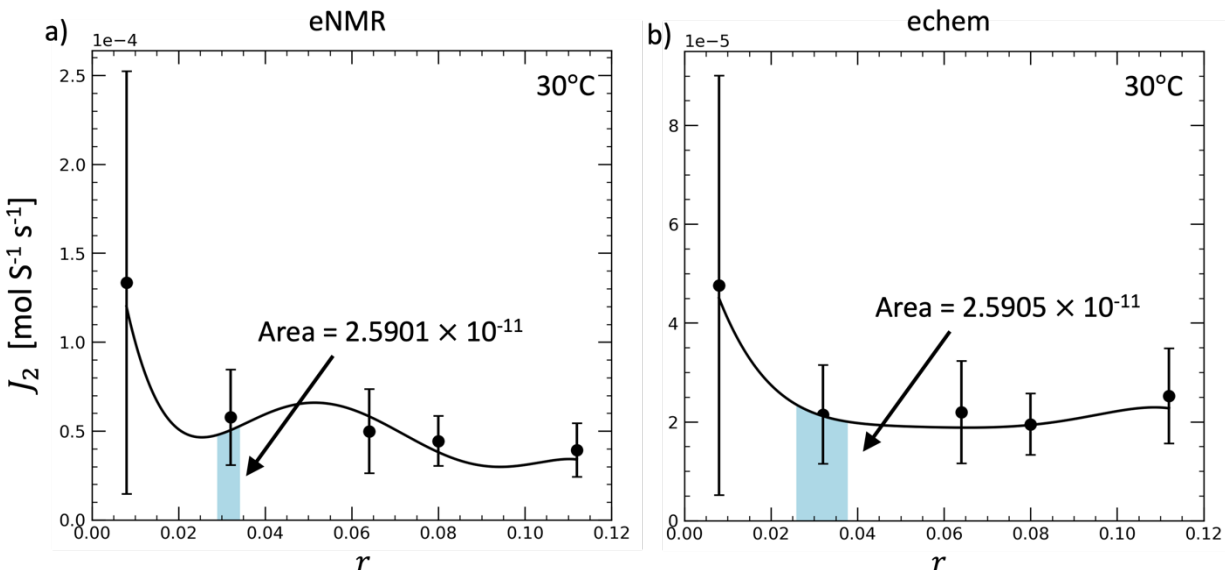 eNMR
echem
a)
1e−4
30°C
2.5
2.0
1.5
1.0
0.5
0.0
Area = 2.5901 × 10⁻¹¹
0.00 0.02 0.04 0.06 0.08 0.10 0.12
r
J₂ [mol S⁻¹ s⁻¹]
b)
1e−5
30°C
8
6
4
2
0
Area = 2.5905 × 10⁻¹¹
0.00 0.02 0.04 0.06 0.08 0.10 0.12
r